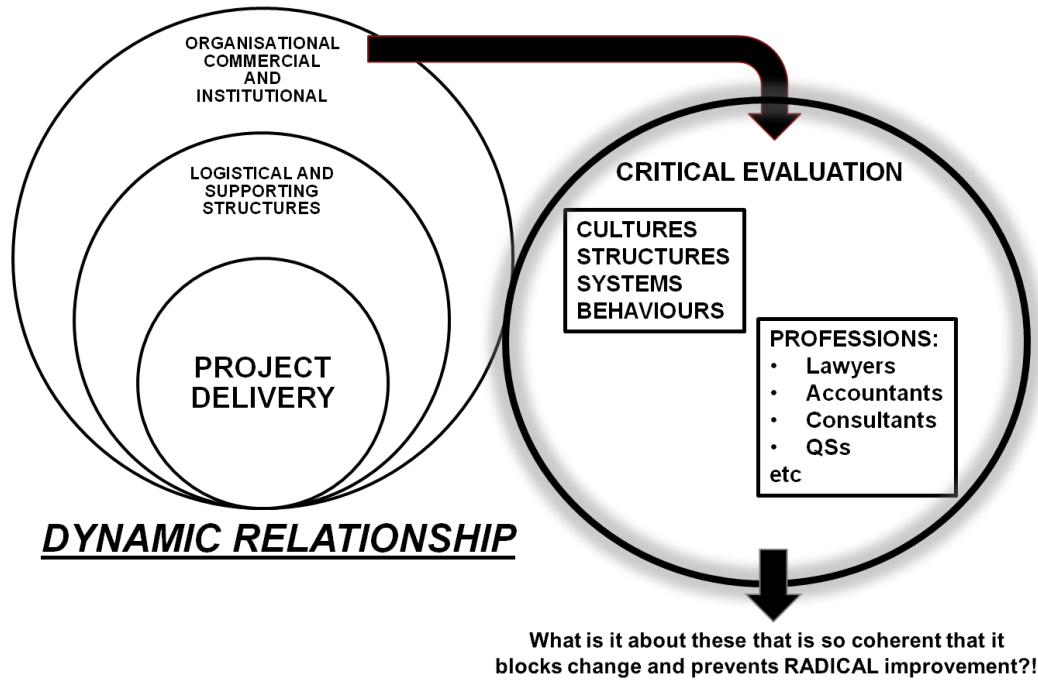 ORGANISATIONAL
COMMERCIAL
AND
INSTITUTIONAL
LOGISTICAL AND
SUPPORTING
STRUCTURES
PROJECT
DELIVERY
DYNAMIC RELATIONSHIP
CRITICAL EVALUATION
CULTURES
STRUCTURES
SYSTEMS
BEHAVIOURS
PROFESSIONS:
• Lawyers
• Accountants
• Consultants
• QSs
etc
What is it about these that is so coherent that it
blocks change and prevents RADICAL improvement?!